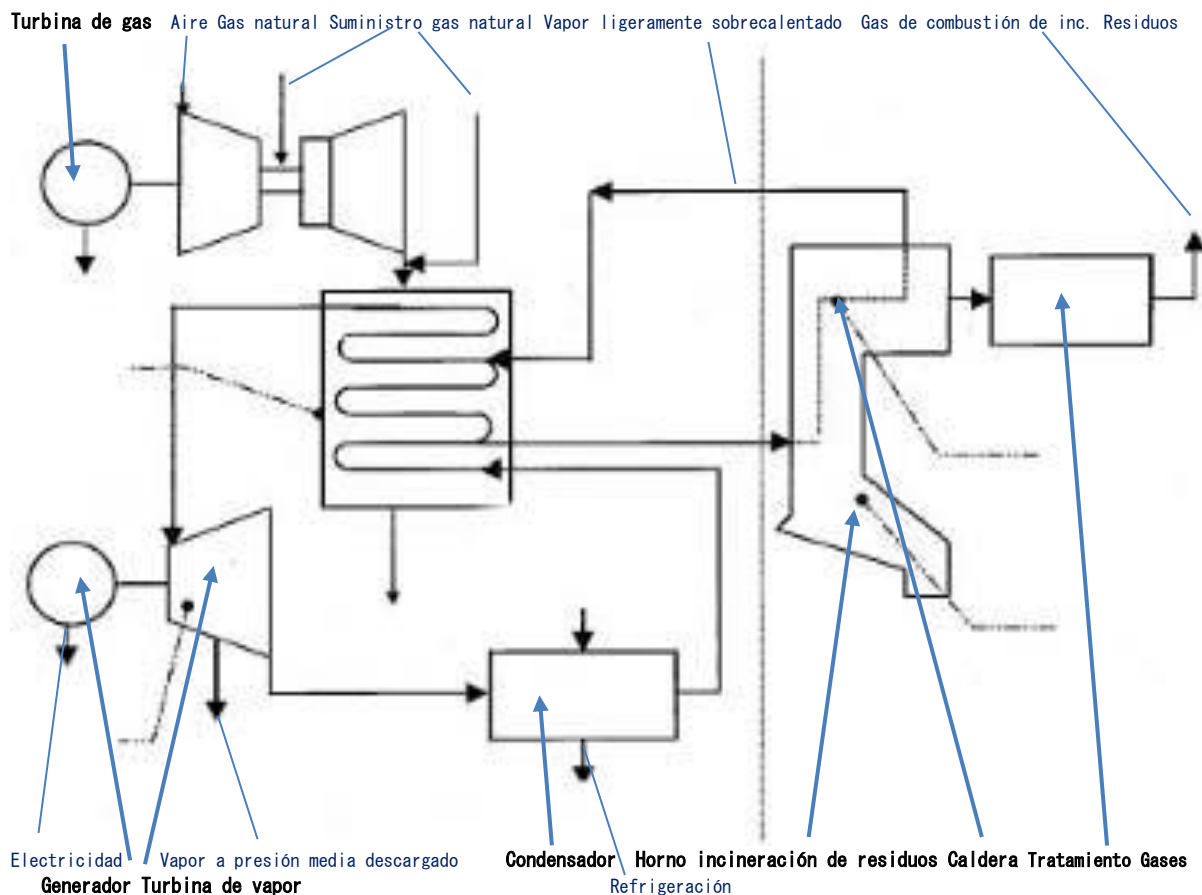 Turbina de gas Aire Gas natural Suministro gas natural Vapor ligeramente sobrecalentado Gas de combustión de inc. Residuos
Electricidad Vapor a presión media descargado Condensador Horno incineración de residuos Caldera Tratamiento Gases
Generador Turbina de vapor Refrigeración